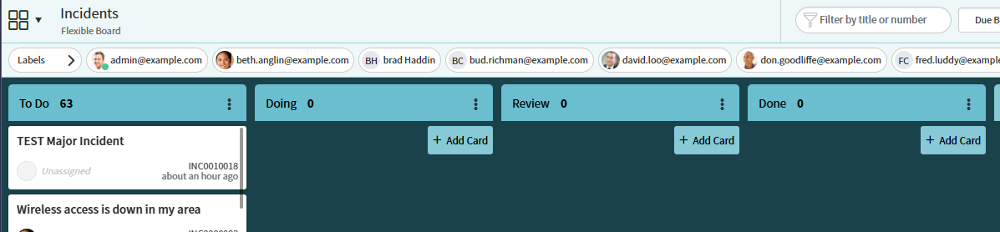 Incidents
Flexible Board
Filter by title or number
Due B
Labels
admin@example.com
beth.anglin@example.com
BH brad Haddin
BC bud.richman@example.com
david.loo@example.com
don.goodliffe@example.com
FC fred.luddy@example
To Do 63
Doing 0
Review 0
Done 0
TEST Major Incident
Unassigned
INC0010018
about an hour ago
+ Add Card
+ Add Card
+ Add Card
Wireless access is down in my area